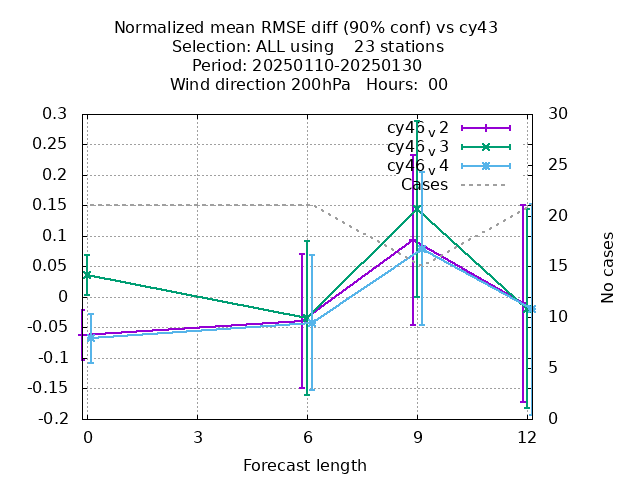 Normalized mean RMSE diff (90% conf) vs cy43
Selection: ALL using    23 stations
Period: 20250110-20250130
Wind direction 200hPa   Hours:  00
0.3
0.25
0.2
0.15
0.1
0.05
0
-0.05
-0.1
-0.15
-0.2
30
25
20
15
10
5
0
cy46v2
cy46v3
cy46v4
Cases
No cases
0 3 6 9 12
Forecast length